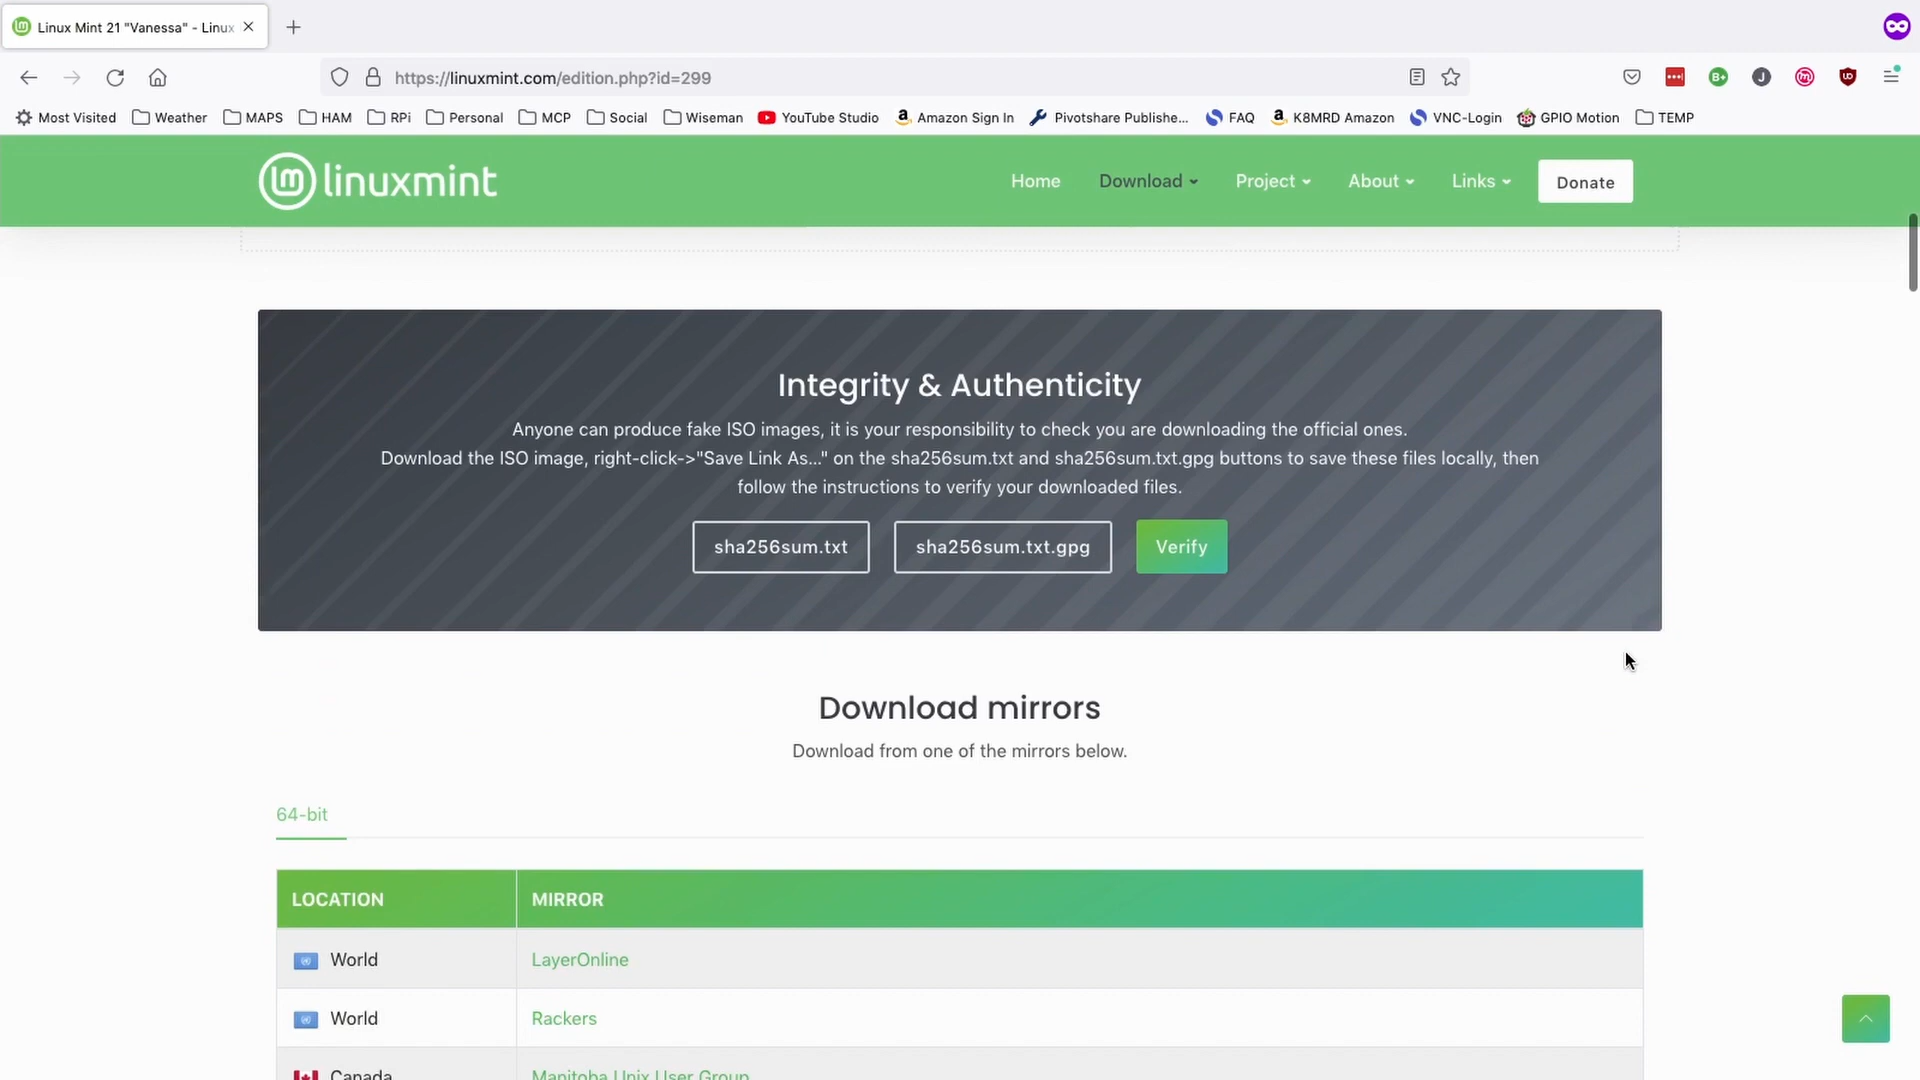 Linux Mint 21 "Vanessa" - Linux
https://linuxmint.com/edition.php?id=299
Most Visited Weather MAPS HAM RPi Personal MCP Social Wiseman YouTube Studio Amazon Sign In Pivotshare Publishe... FAQ K8MRD Amazon VNC-Login GPIO Motion TEMP
linuxmint Home Download Project About Links Donate
Integrity & Authenticity
Anyone can produce fake ISO images, it is your responsibility to check you are downloading the official ones.
Download the ISO image, right-click->"Save Link As..." on the sha256sum.txt and sha256sum.txt.gpg buttons to save these files locally, then
follow the instructions to verify your downloaded files.
sha256sum.txt sha256sum.txt.gpg Verify
Download mirrors
Download from one of the mirrors below.
64-bit
LOCATION MIRROR
World LayerOnline
World Rackers
Canada Manitoba Unix User Group